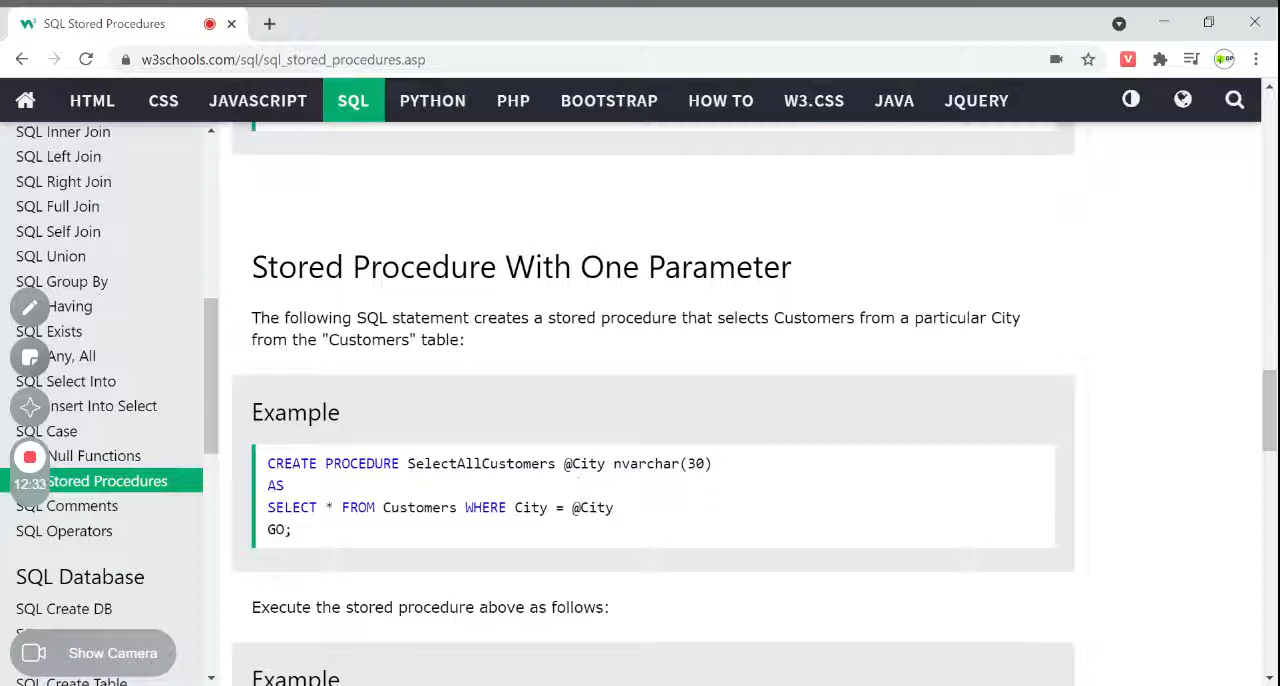 SQL Stored Procedures
w3schools.com/sql/sql_stored_procedures.asp
HTML CSS JAVASCRIPT SQL PYTHON PHP BOOTSTRAP HOW TO W3.CSS JAVA JQUERY
SQL Inner Join
SQL Left Join
SQL Right Join
SQL Full Join
SQL Self Join
SQL Union
SQL Group By
Having
SQL Exists
Any, All
SQL Select Into
nsert Into Select
SQL Case
Null Functions
12:33
Stored Procedures
SQL Comments
SQL Operators
SQL Database
SQL Create DB
Show Camera
SQL Create Table
Stored Procedure With One Parameter
The following SQL statement creates a stored procedure that selects Customers from a particular City
from the "Customers" table:
Example
CREATE PROCEDURE SelectAllCustomers @City nvarchar(30)
AS
SELECT * FROM Customers WHERE City = @City
GO;
Execute the stored procedure above as follows:
Example